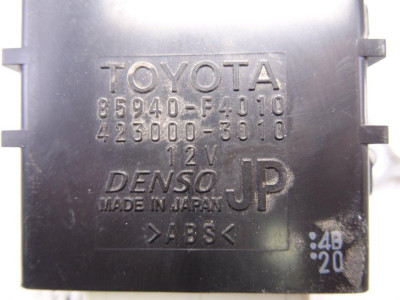 TOYOTA
85940-F4010
423000-3010
12V
DENSO JP
MADE IN JAPAN
>ABS<
:4B
:20